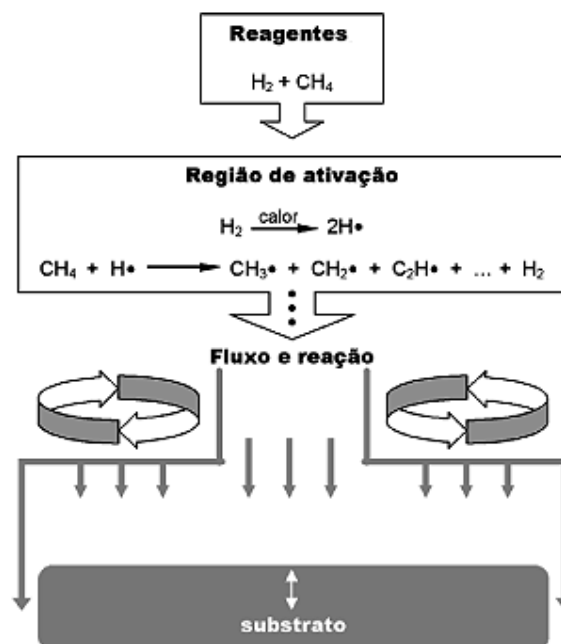 Reagentes
H₂ + CH₄
Região de ativação
H₂ calor→ 2H•
CH₄ + H• → CH₃• + CH₂• + C₂H• + ... + H₂
Fluxo e reação
substrato